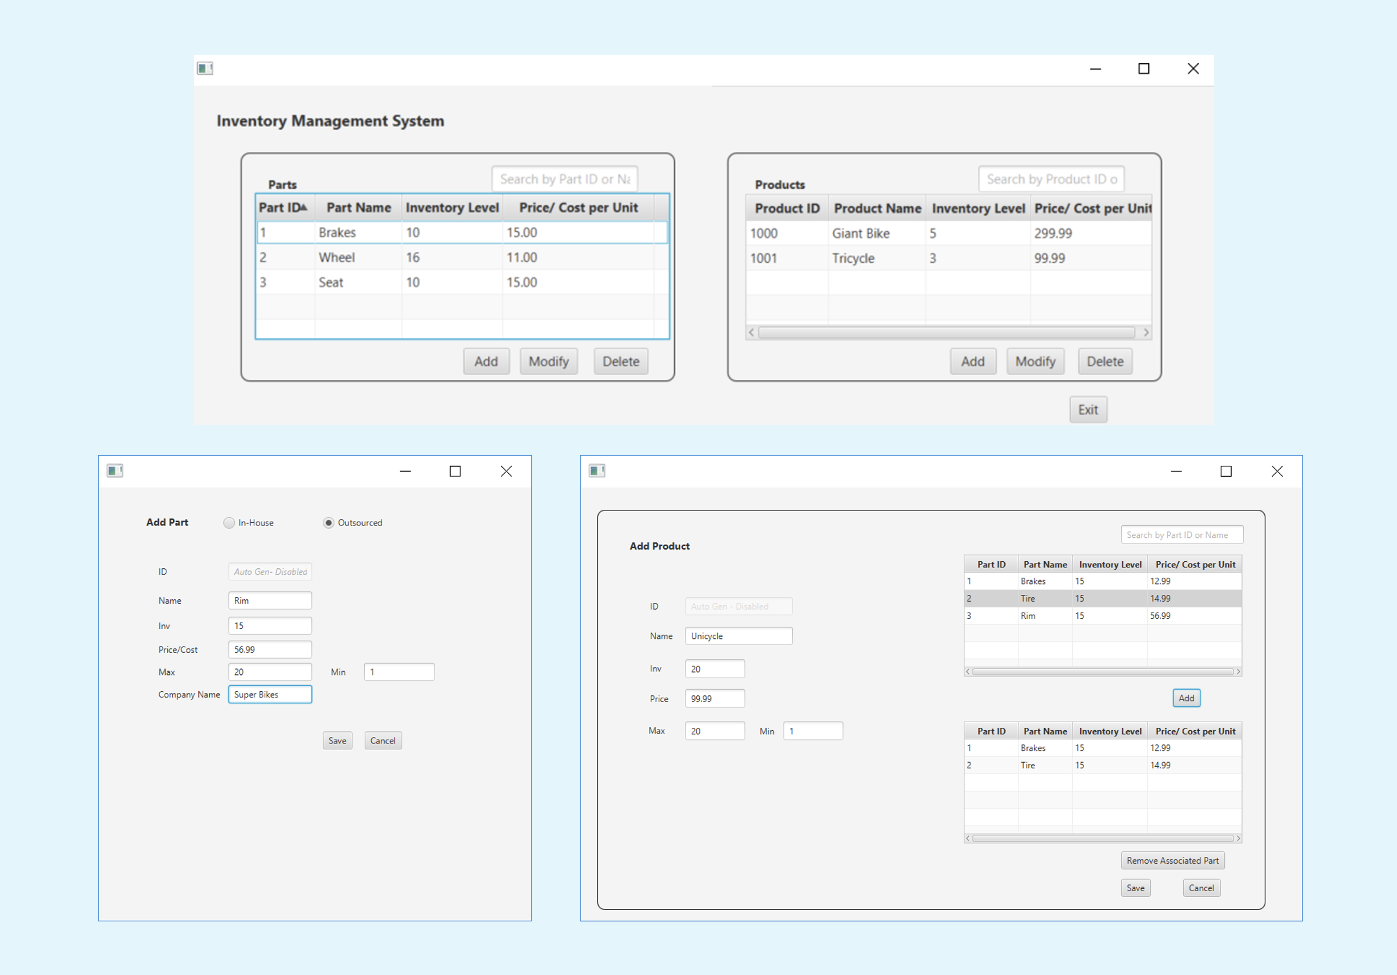 Inventory Management System
Parts
Search by Part ID or Na
Part ID Part Name Inventory Level Price/ Cost per Unit
1 Brakes 10 15.00
2 Wheel 16 11.00
3 Seat 10 15.00
Add Modify Delete
Products
Search by Product ID o
Product ID Product Name Inventory Level Price/ Cost per Unit
1000 Giant Bike 5 299.99
1001 Tricycle 3 99.99
Add Modify Delete
Exit
Add Part In-House Outsourced
ID Auto Gen- Disabled
Name Rim
Inv 15
Price/Cost 56.99
Max 20 Min 1
Company Name Super Bikes
Save Cancel
Add Product
ID Auto Gen - Disabled
Name Unicycle
Inv 20
Price 99.99
Max 20 Min 1
Search by Part ID or Name
Part ID Part Name Inventory Level Price/ Cost per Unit
1 Brakes 15 12.99
2 Tire 15 14.99
3 Rim 15 56.99
Add
Part ID Part Name Inventory Level Price/ Cost per Unit
1 Brakes 15 12.99
2 Tire 15 14.99
Remove Associated Part
Save Cancel